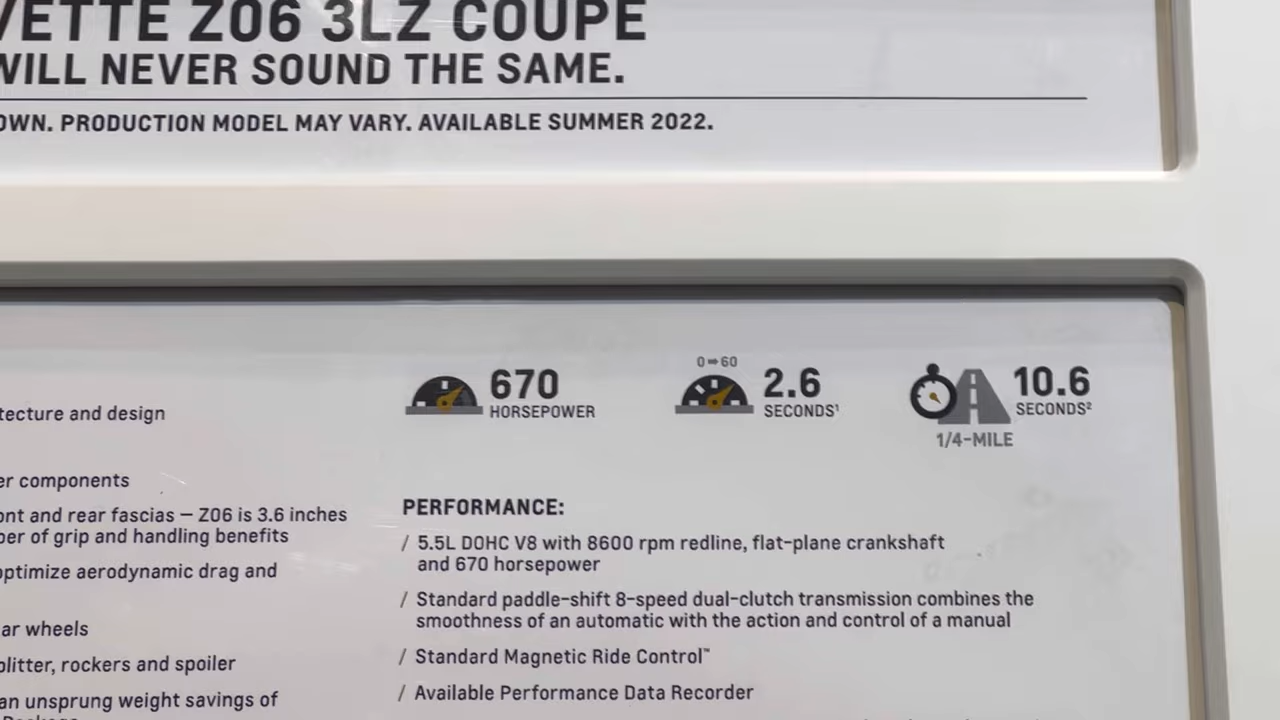 VETTE Z06 3LZ COUPE
WILL NEVER SOUND THE SAME.
OWN. PRODUCTION MODEL MAY VARY. AVAILABLE SUMMER 2022.
tecture and design
er components
ont and rear fascias – Z06 is 3.6 inches
ber of grip and handling benefits
optimize aerodynamic drag and
ar wheels
plitter, rockers and spoiler
an unsprung weight savings of
670
HORSEPOWER
0➡60
2.6
SECONDS¹
10.6
SECONDS²
1/4-MILE
PERFORMANCE:
/ 5.5L DOHC V8 with 8600 rpm redline, flat-plane crankshaft
and 670 horsepower
/ Standard paddle-shift 8-speed dual-clutch transmission combines the
smoothness of an automatic with the action and control of a manual
/ Standard Magnetic Ride Control™
/ Available Performance Data Recorder